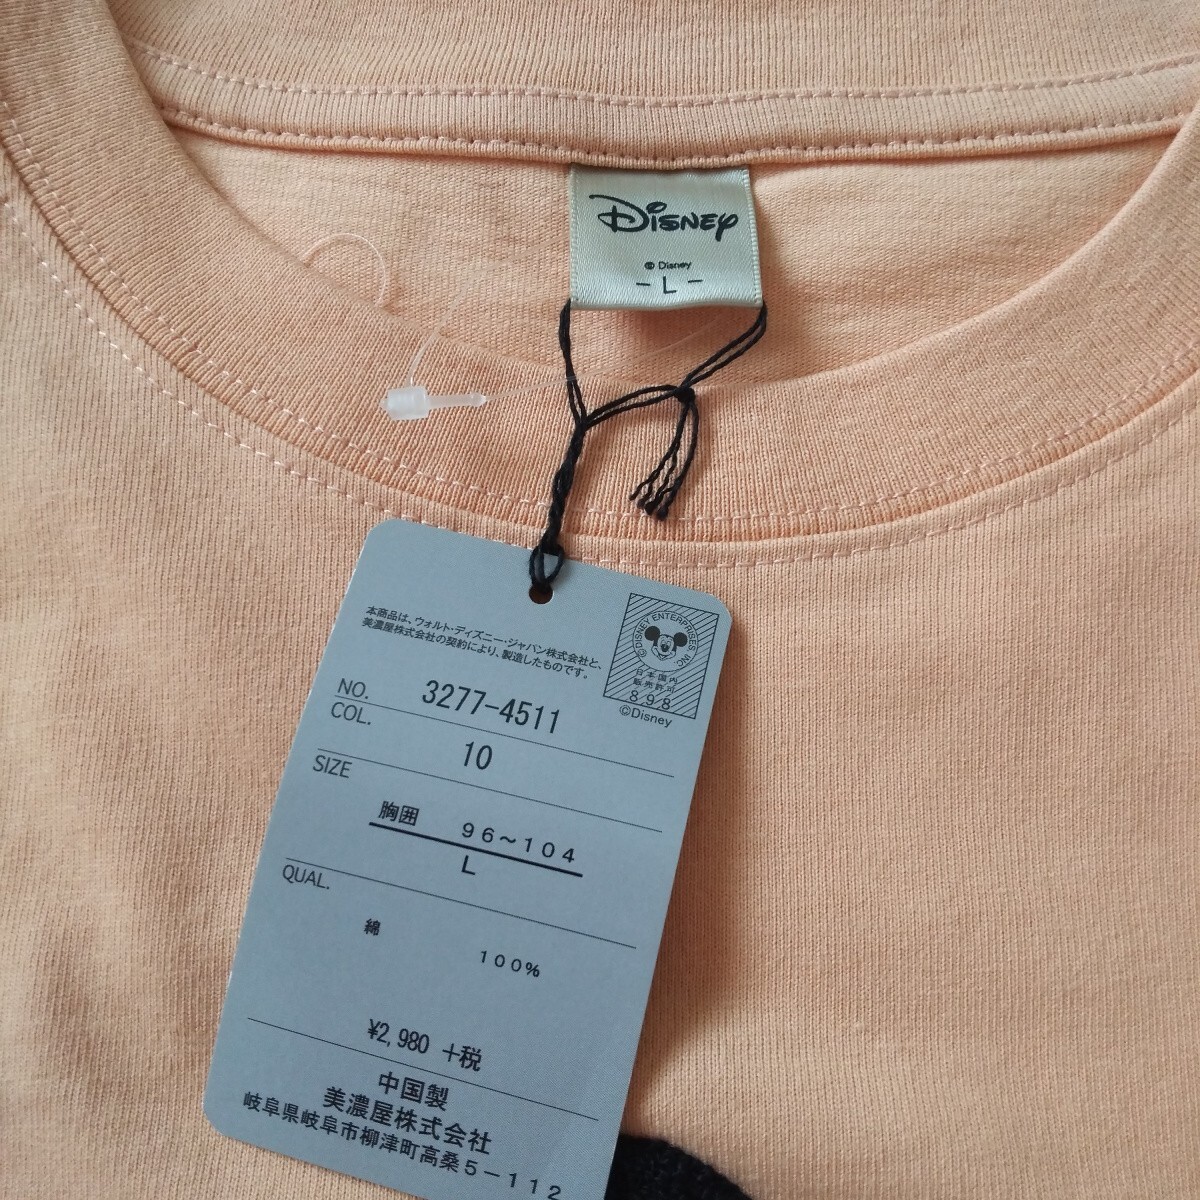 Disney
© Disney
- L -
本商品は、ウォルト・ディズニー・ジャパン株式会社と、
美濃屋株式会社の契約により、製造したものです。
©DISNEY ENTERPRISES, INC.
日本国内
販売許可
898
©Disney
NO. 3277-4511
COL. 10
SIZE
胸囲 96~104
L
QUAL.
綿 100%
¥2,980 +税
中国製
美濃屋株式会社
岐阜県岐阜市柳津町高桑5-112